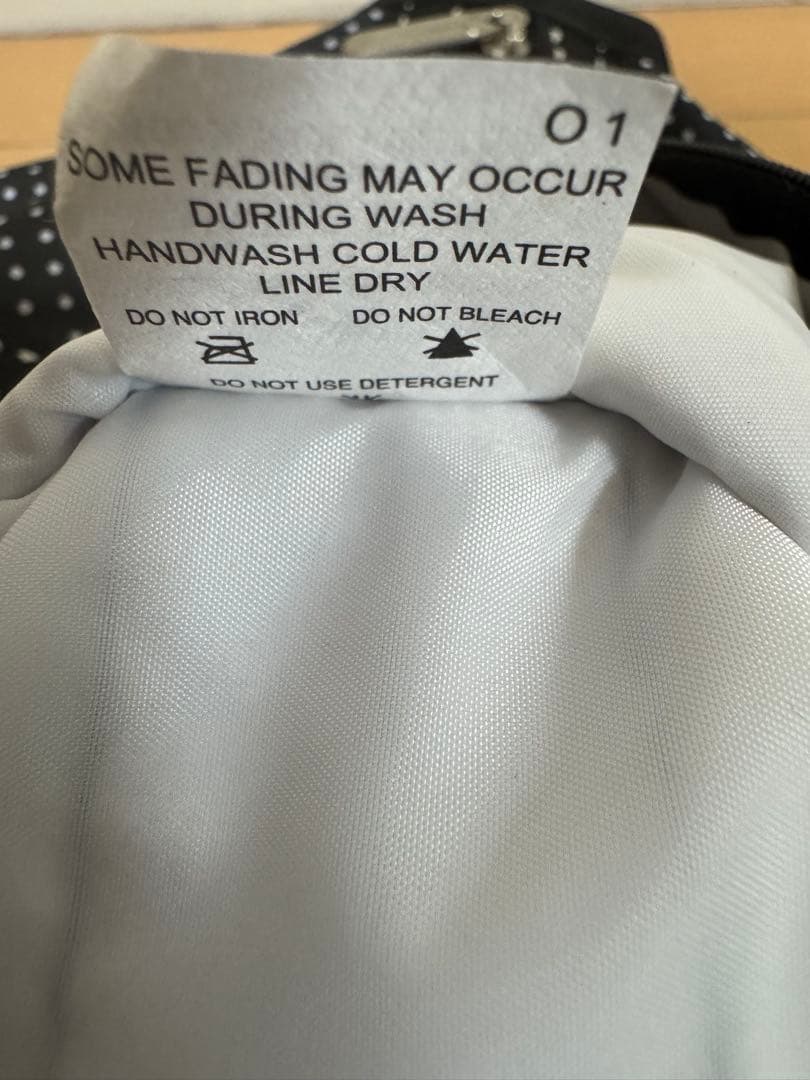 O 1
SOME FADING MAY OCCUR
DURING WASH
HANDWASH COLD WATER
LINE DRY
DO NOT IRON DO NOT BLEACH
DO NOT USE DETERGENT